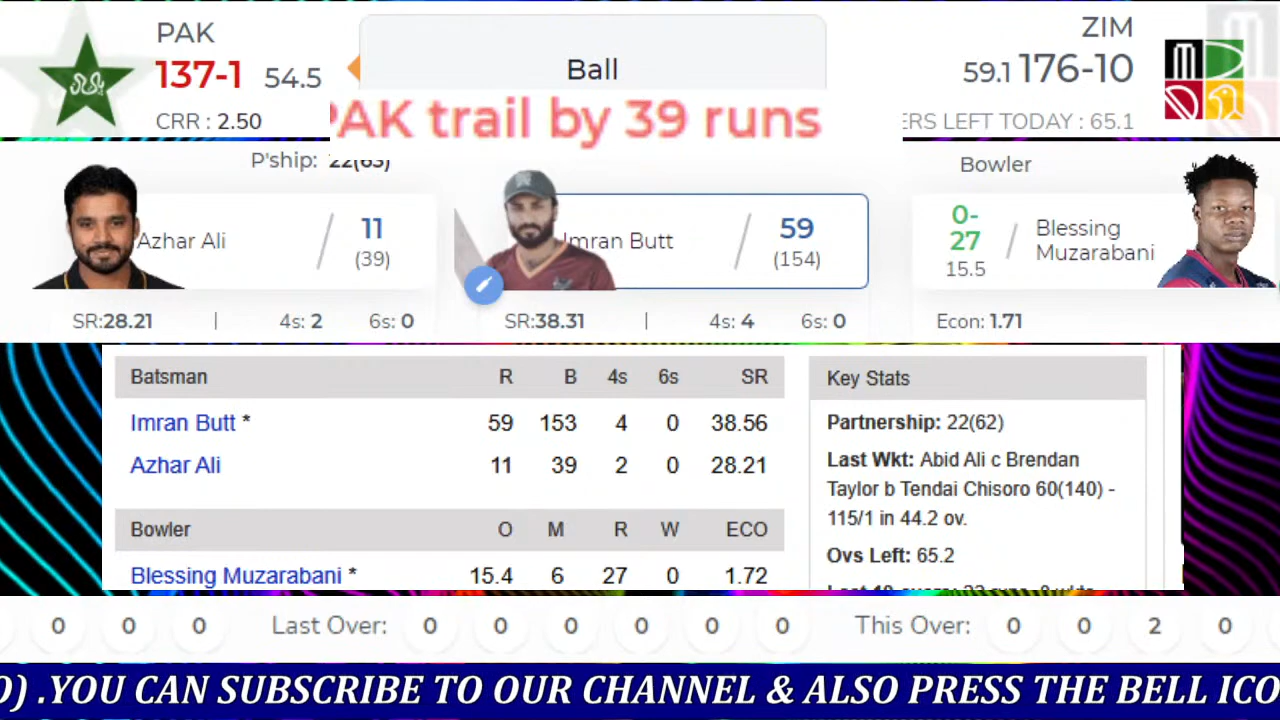 PAK
137-1 54.5
CRR : 2.50
Ball
PAK trail by 39 runs
ZIM
59.1 176-10
ERS LEFT TODAY : 65.1
P'ship: 22(63)
Azhar Ali
11
(39)
SR:28.21 | 4s: 2 6s: 0
Imran Butt
59
(154)
SR:38.31 | 4s: 4 6s: 0
Bowler
0-
27
15.5
Blessing
Muzarabani
Econ: 1.71
Batsman R B 4s 6s SR
Imran Butt * 59 153 4 0 38.56
Azhar Ali 11 39 2 0 28.21
Bowler O M R W ECO
Blessing Muzarabani * 15.4 6 27 0 1.72
Key Stats
Partnership: 22(62)
Last Wkt: Abid Ali c Brendan
Taylor b Tendai Chisoro 60(140) -
115/1 in 44.2 ov.
Ovs Left: 65.2
0 0 0 Last Over: 0 0 0 0 0 0 This Over: 0 0 2 0
O) .YOU CAN SUBSCRIBE TO OUR CHANNEL & ALSO PRESS THE BELL ICO